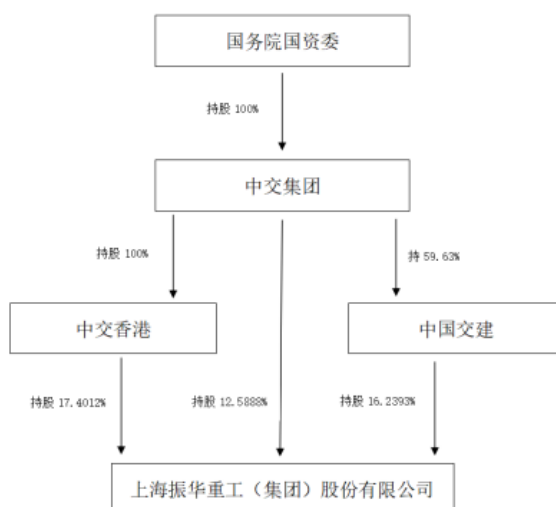 国务院国资委
持股 100%
中交集团
持股 100%
持 59.63%
中交香港
中国交建
持股 17.4012%
持股 12.5888%
持股 16.2393%
上海振华重工（集团）股份有限公司